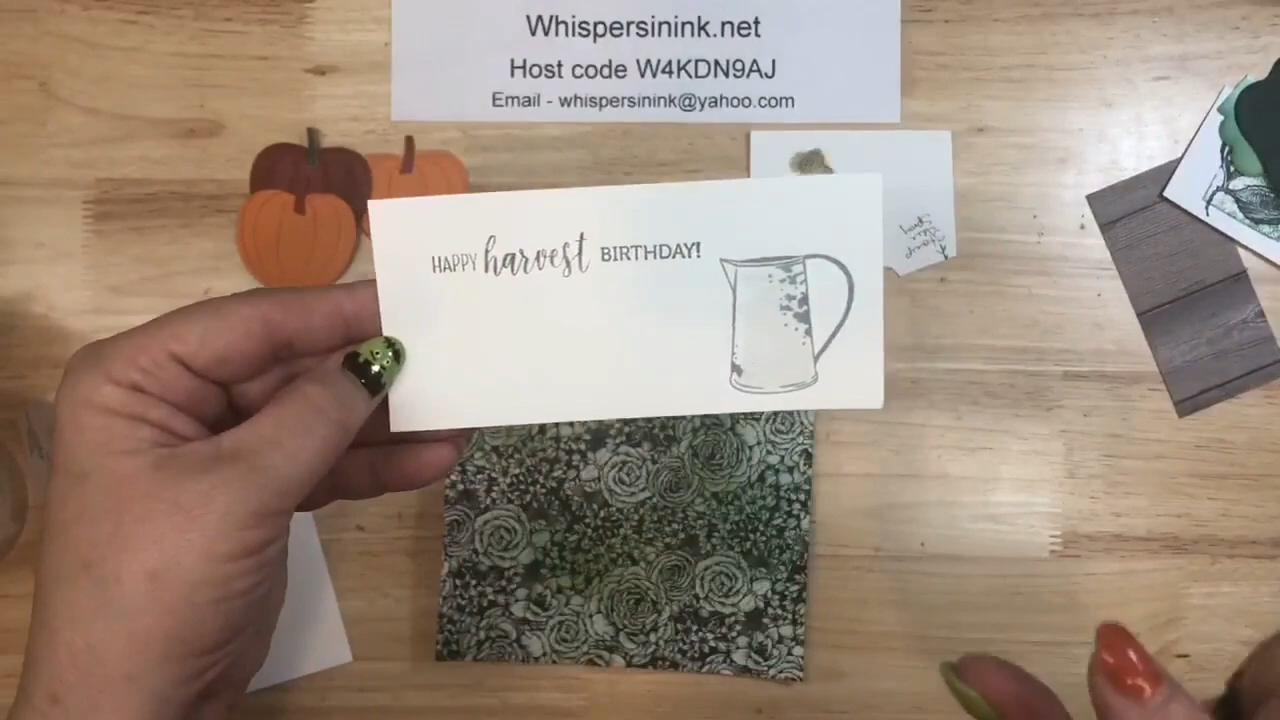 Whispersinink.net
Host code W4KDN9AJ
Email - whispersinink@yahoo.com
HAPPY harvest BIRTHDAY!